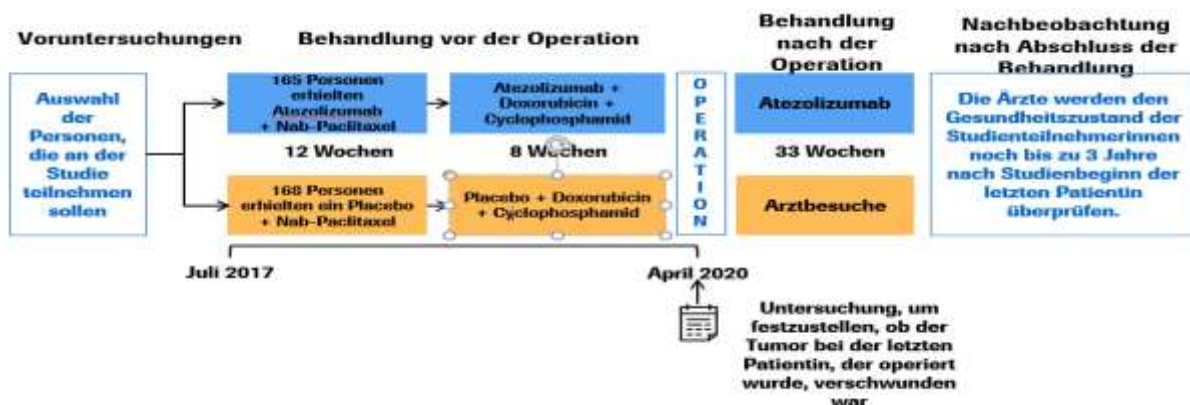 Voruntersuchungen
Behandlung vor der Operation
Behandlung
nach der
Operation
Nachbeobachtung
nach Abschluss der
Behandlung
Auswahl
der
Personen,
die an der
Studie
teilnehmen
sollen
165 Personen
erhielten
Atezolizumab
+ Nab-Paclitaxel
Atezolizumab +
Doxorubicin +
Cyclophosphamid
12 Wochen
8 Wochen
168 Personen
erhielten ein Placebo
+ Nab-Paclitaxel
Placebo + Doxorubicin
+ Cyclophosphamid
OPERATION
Atezolizumab
33 Wochen
Arztbesuche
Die Ärzte werden den
Gesundheitszustand der
Studienteilnehmerinnen
noch bis zu 3 Jahre
nach Studienbeginn der
letzten Patientin
überprüfen.
Juli 2017
April 2020
Untersuchung, um
festzustellen, ob der
Tumor bei der letzten
Patientin, der operiert
wurde, verschwunden
war